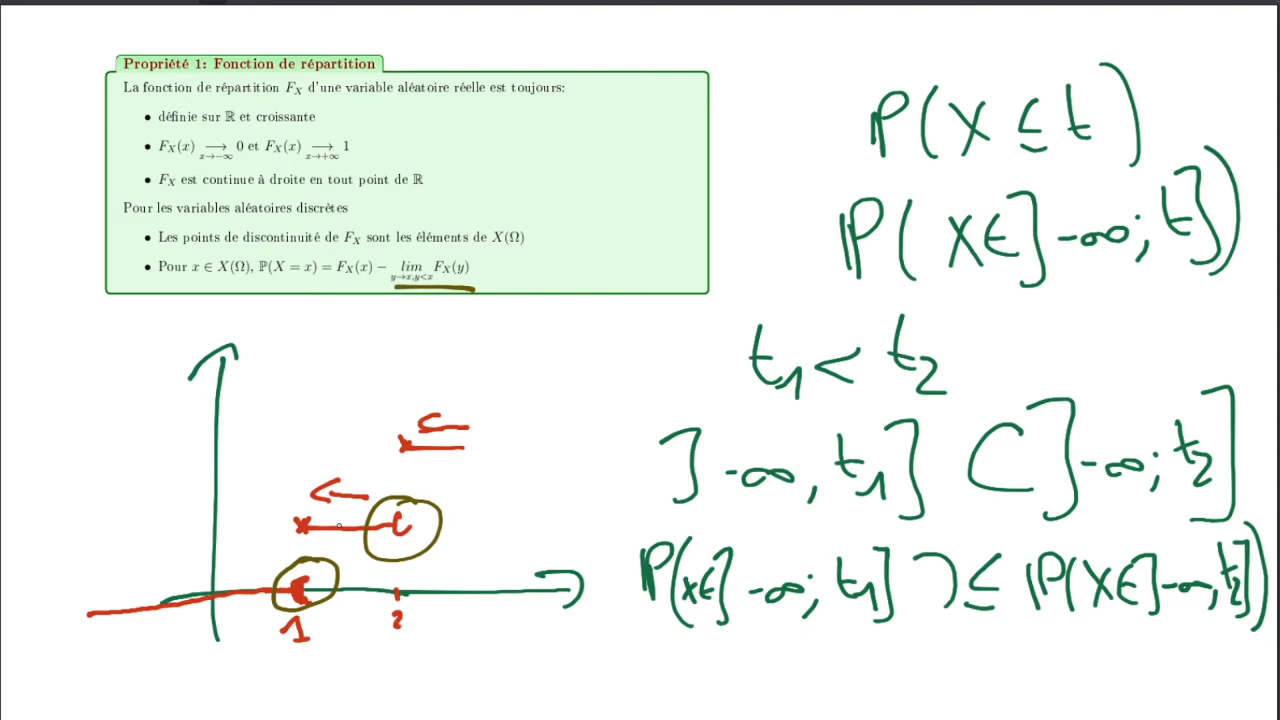 Propriété 1: Fonction de répartition
La fonction de répartition F_X d'une variable aléatoire réelle est toujours:
• définie sur ℝ et croissante
• F_X(x) ⟶ 0 et F_X(x) ⟶ 1
x→−∞ x→+∞
• F_X est continue à droite en tout point de ℝ
Pour les variables aléatoires discrètes
• Les points de discontinuité de F_X sont les éléments de X(Ω)
• Pour x ∈ X(Ω), ℙ(X = x) = F_X(x) − lim F_X(y)
y→x,y<x
ℙ(X ≤ t)
ℙ(X ∈ ]-∞; t])
t₁ < t₂
]-∞, t₁] ⊂ ]-∞; t₂]
ℙ(X∈]-∞; t₁]) ≤ ℙ(X∈]-∞, t₂])
1 2